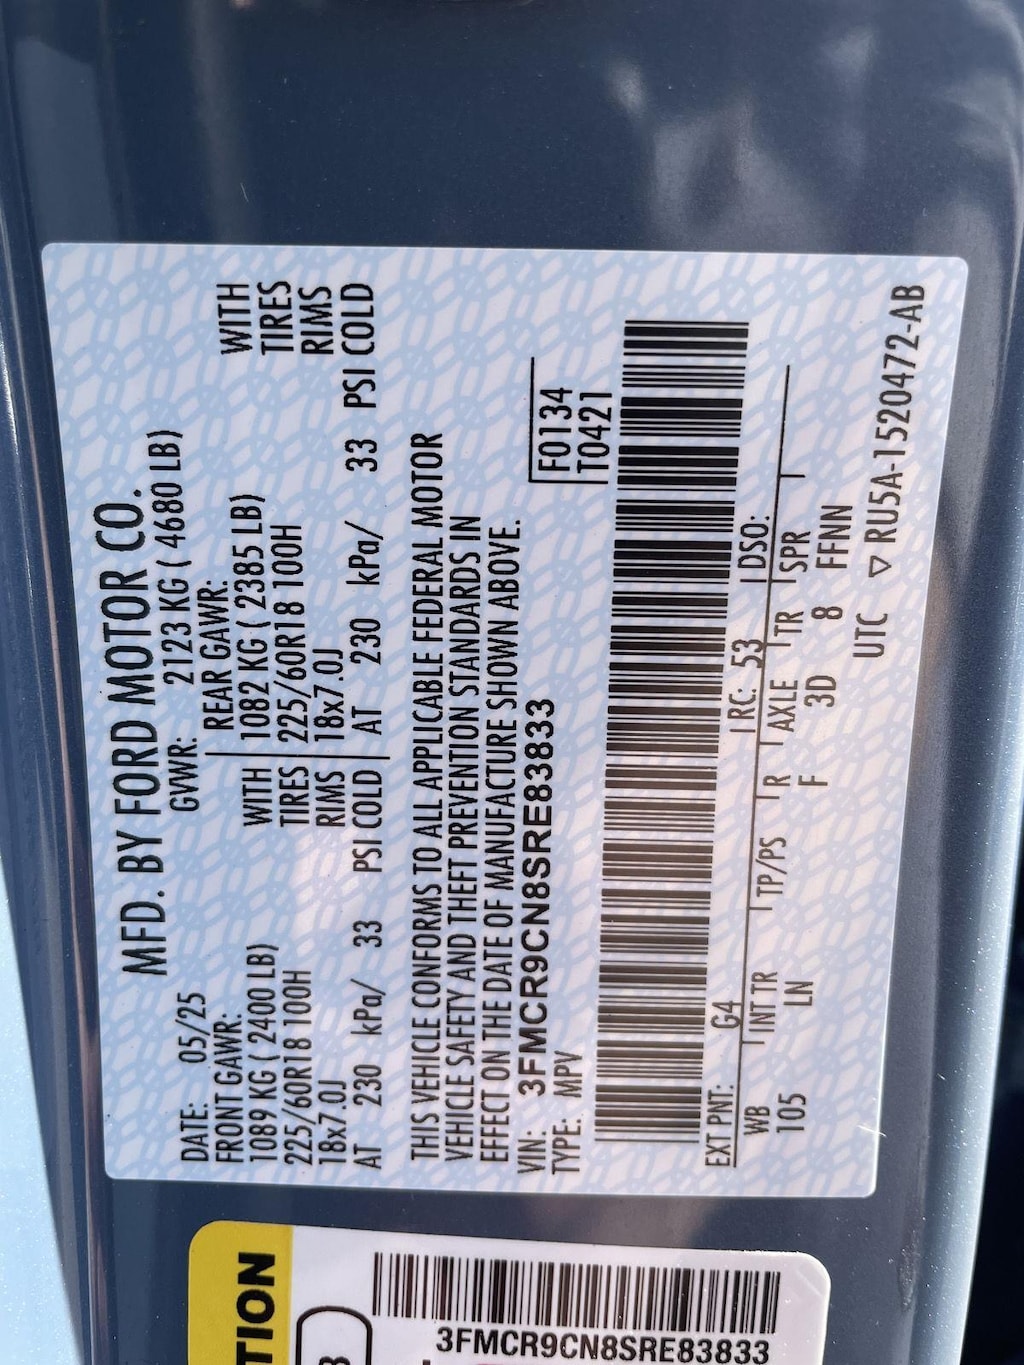 MFD. BY FORD MOTOR CO.
DATE: 05/25 GVWR: 2123 KG ( 4680 LB)
FRONT GAWR: REAR GAWR:
1089 KG ( 2400 LB) WITH 1082 KG ( 2385 LB) WITH
225/60R18 100H TIRES 225/60R18 100H TIRES
18x7.0J RIMS 18x7.0J RIMS
AT 230 kPa/ 33 PSI COLD AT 230 kPa/ 33 PSI COLD
THIS VEHICLE CONFORMS TO ALL APPLICABLE FEDERAL MOTOR
VEHICLE SAFETY AND THEFT PREVENTION STANDARDS IN
EFFECT ON THE DATE OF MANUFACTURE SHOWN ABOVE.
VIN: 3FMCR9CN8SRE83833 F0134
TYPE: MPV T0421
EXT PNT: G4 RC: 53 DSO:
WB INT TR TP/PS R AXLE TR SPR
105 LN F 3D 8 FFNN
UTC ▽ RU5A-1520472-AB
TION
3FMCR9CN8SRE83833